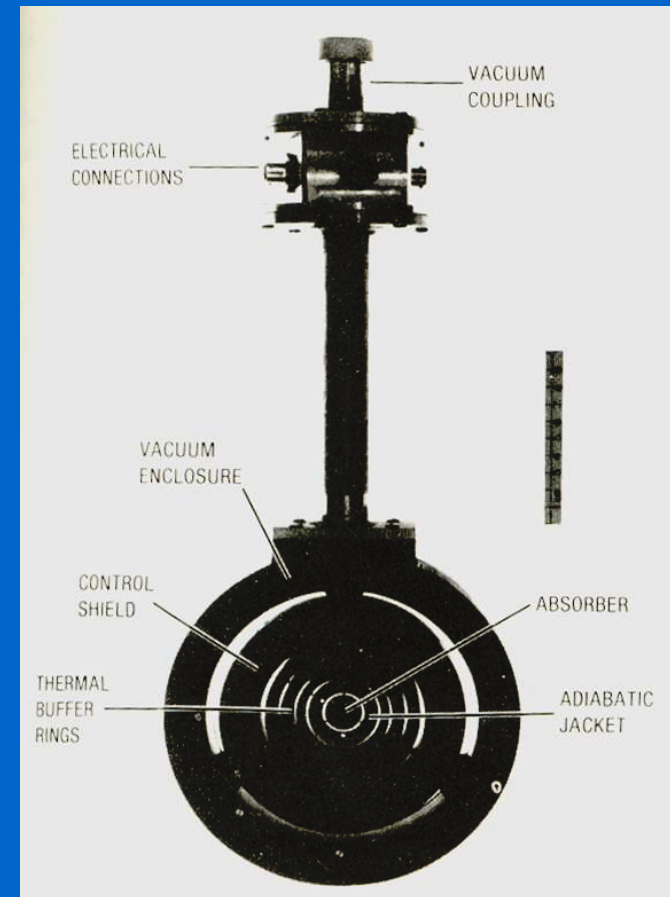 VACUUM
COUPLING
ELECTRICAL
CONNECTIONS
VACUUM
ENCLOSURE
CONTROL
SHIELD
ABSORBER
THERMAL
BUFFER
RINGS
ADIABATIC
JACKET